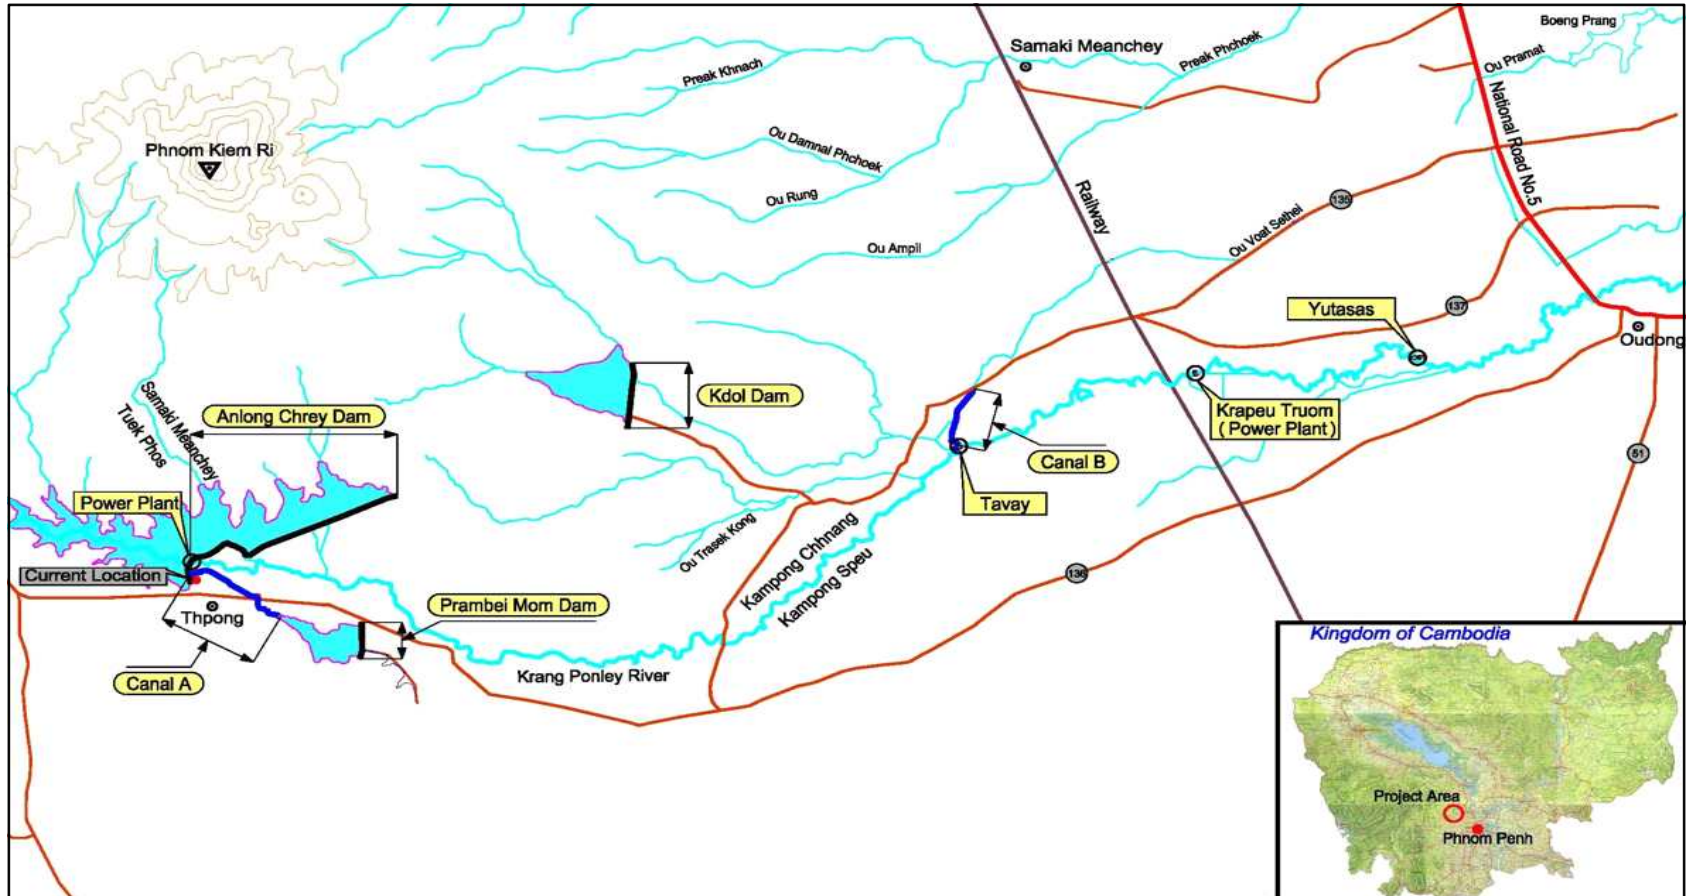 Boeng Prang
Samaki Meanchey
Preak Phchoek
Ou Pramat
Preak Khnach
National Road No.5
Phnom Kiem Ri
Ou Damnal Phchoek
Ou Rung
Railway
135
Ou Voat Sethei
Ou Ampil
Yutasas
137
Oudong
Kdol Dam
Samaki Meanchey
Tuek Phos
Anlong Chrey Dam
Krapeu Truom
(Power Plant)
Canal B
51
Power Plant
Tavay
Ou Trasek Kong
Kampong Chhnang
Kampong Speu
Current Location
136
Thpong
Prambei Mom Dam
Krang Ponley River
Canal A
Kingdom of Cambodia
Project Area
Phnom Penh